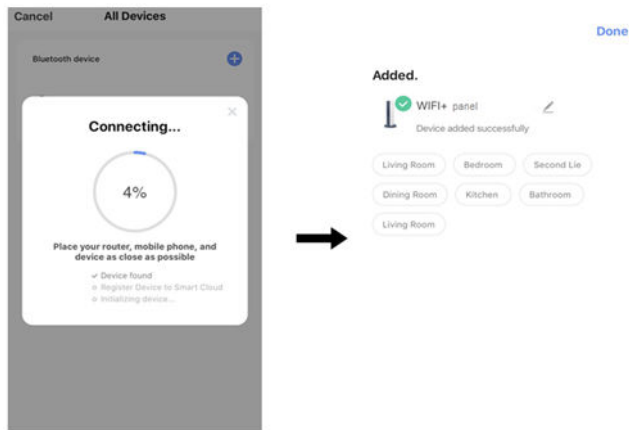 Cancel All Devices
Bluetooth device
Connecting...
4%
Place your router, mobile phone, and
device as close as possible
Device found
Register Device to Smart Cloud
Initializing device...
Done
Added.
WIFI+ panel
Device added successfully
Living Room Bedroom Second Lie
Dining Room Kitchen Bathroom
Living Room